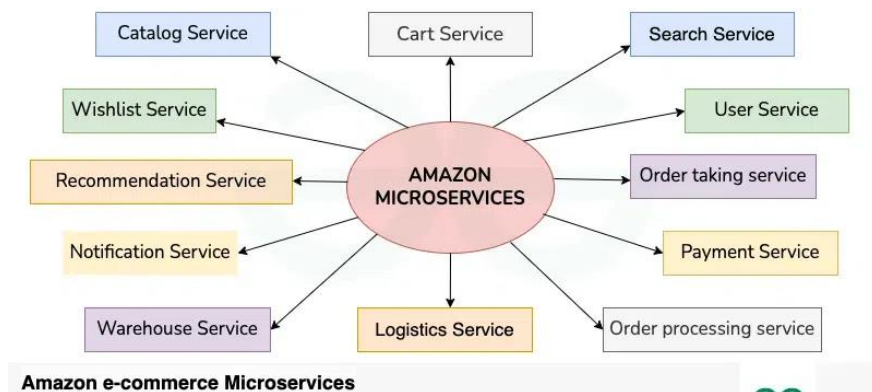 Catalog Service
Cart Service
Search Service
Wishlist Service
User Service
Recommendation Service
AMAZON
MICROSERVICES
Order taking service
Notification Service
Payment Service
Warehouse Service
Logistics Service
Order processing service
Amazon e-commerce Microservices